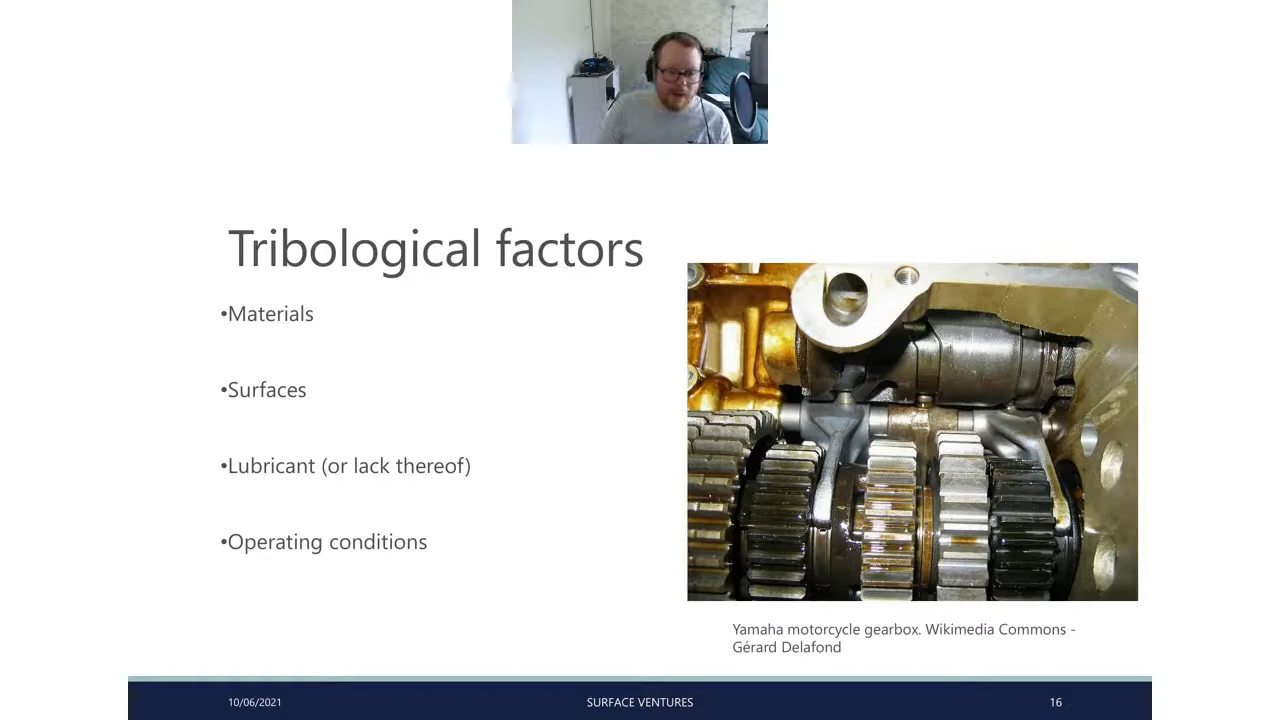 Tribological factors
•Materials
•Surfaces
•Lubricant (or lack thereof)
•Operating conditions
Yamaha motorcycle gearbox. Wikimedia Commons -
Gérard Delafond
10/06/2021
SURFACE VENTURES
16